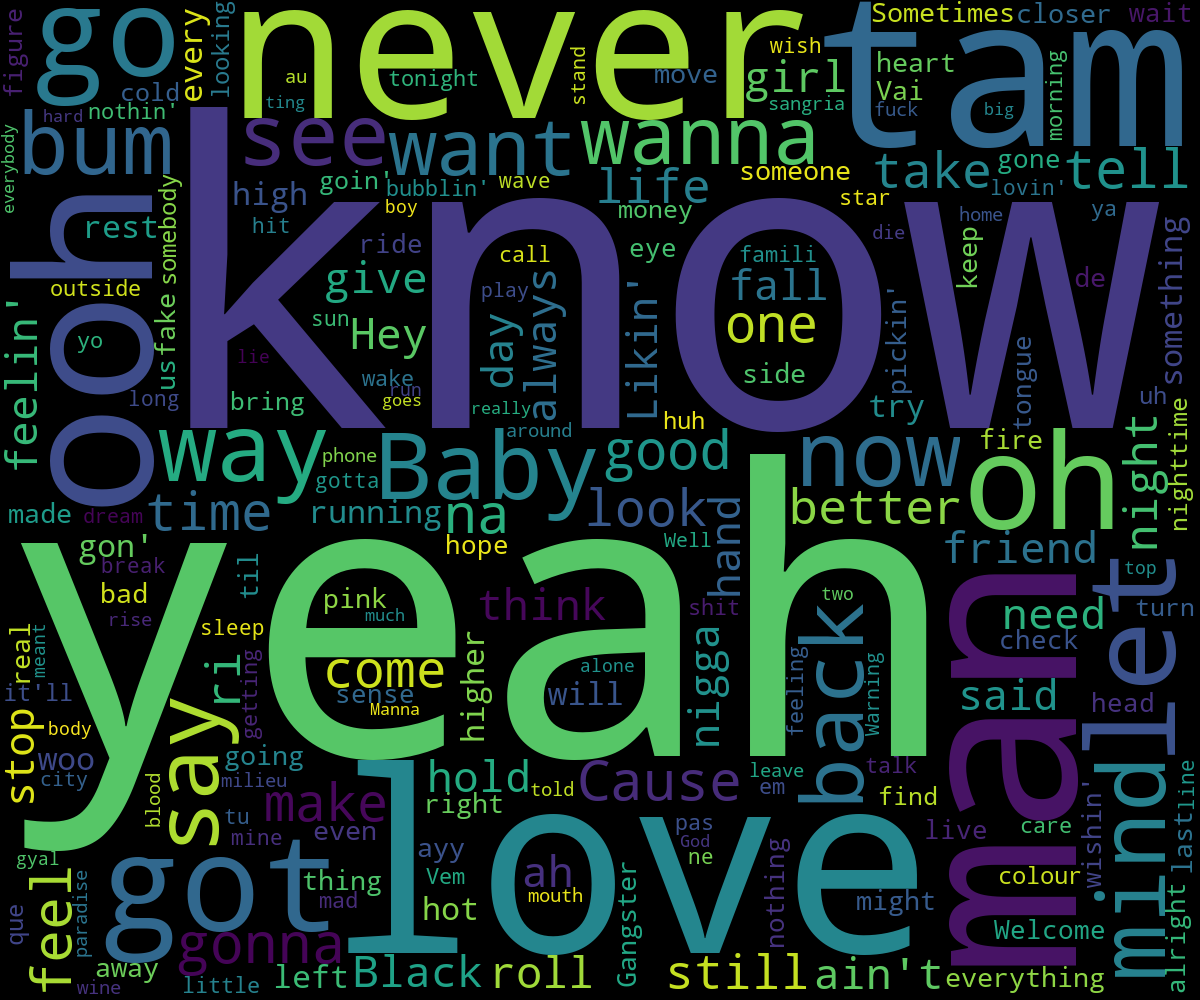 figure
go
every
looking
never
au
ting
tonight
stand
wish
move
girl
sangria
tam
Sometimes
closer
wait
heart
Vai
fuck
big
morning
cold
nothin'
hard
bum
everybody
see
want
wanna
someone
take
gone
tell
lovin'
high
goin'
bubblin'
wave
life
star
boy
money
hit
rest
somebody
ooh
know
ride
call
eye
famili
die
home
ya
keep
de
something
outside
feelin'
yo
usfake
give
play
always
Likin'
fall
one
pickin'
tongue
sun
Hey
day
lie
wake
run
goes
side
long
bring
really
around
huh
try
uh
nighttime
way
phone
gotta
Baby
good
now
fire
oh
night
made
dream
time
running
na
look
hand
better
friend
gon'
break
til
hope
Well
top
bad
rise
pink
much
think
shit
two
need
turn
check
real
meant
sleep
yeah
come
higher
alone
nigga
feeling
back
Warning
man
let
it'll
say
ri
getting
sense
Manna
will
said
head
stop
body
woo
city
going
milieu
blood
hold
told
Cause
leave
em
talk
find
mind
wishin'
lastline
tu
mine
make
even
right
love
pas
God
ne
live
care
gyal
got
thing
ayy
Vem
ah
mouth
nothing
might
colour
que
feel
paradise
mad
hot
Gangster
Welcome
alright
gonna
away
wine
little
left
Black
roll
still
ain't
everything